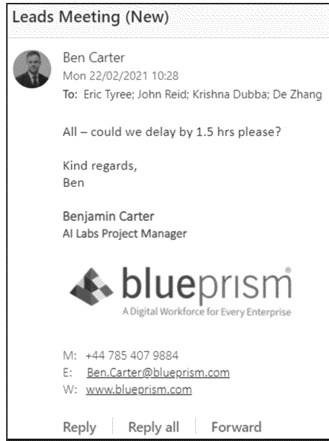 Leads Meeting (New)
Ben Carter
Mon 22/02/2021 10:28
To: Eric Tyree; John Reid; Krishna Dubba; De Zhang
All – could we delay by 1.5 hrs please?
Kind regards,
Ben
Benjamin Carter
AI Labs Project Manager
blueprism®
A Digital Workforce for Every Enterprise
M: +44 785 407 9884
E: Ben.Carter@blueprism.com
W: www.blueprism.com
Reply Reply all Forward